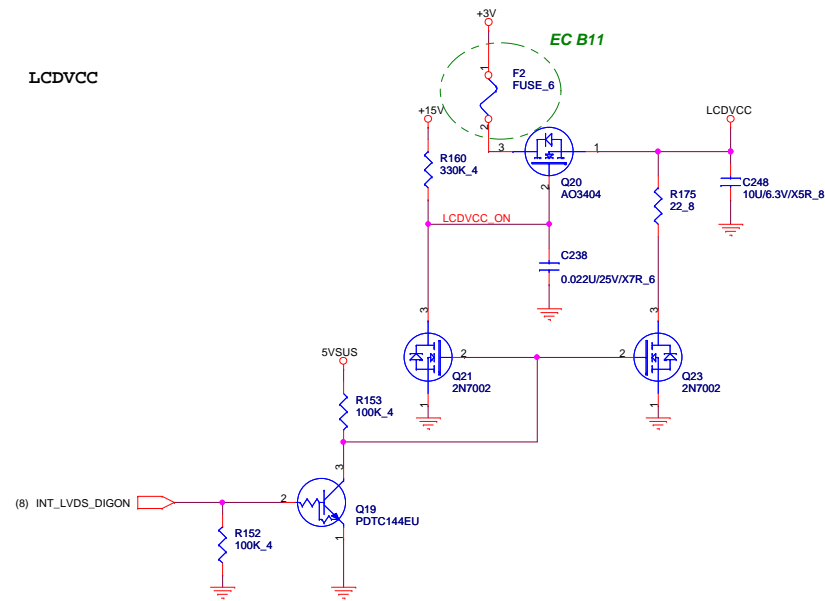 +3V
EC B11
LCDVCC
1
F2
FUSE_6
+15V
LCDVCC
2
3
1
R160
330K_4
Q20
AO3404
2
C248
10U/6.3V/X5R_8
R175
22_8
LCDVCC_ON
C238
0.022U/25V/X7R_6
3
3
5VSUS
2
2
Q21
2N7002
Q23
2N7002
1
1
R153
100K_4
3
(8) INT_LVDS_DIGON
2
Q19
PDTC144EU
R152
100K_4
1